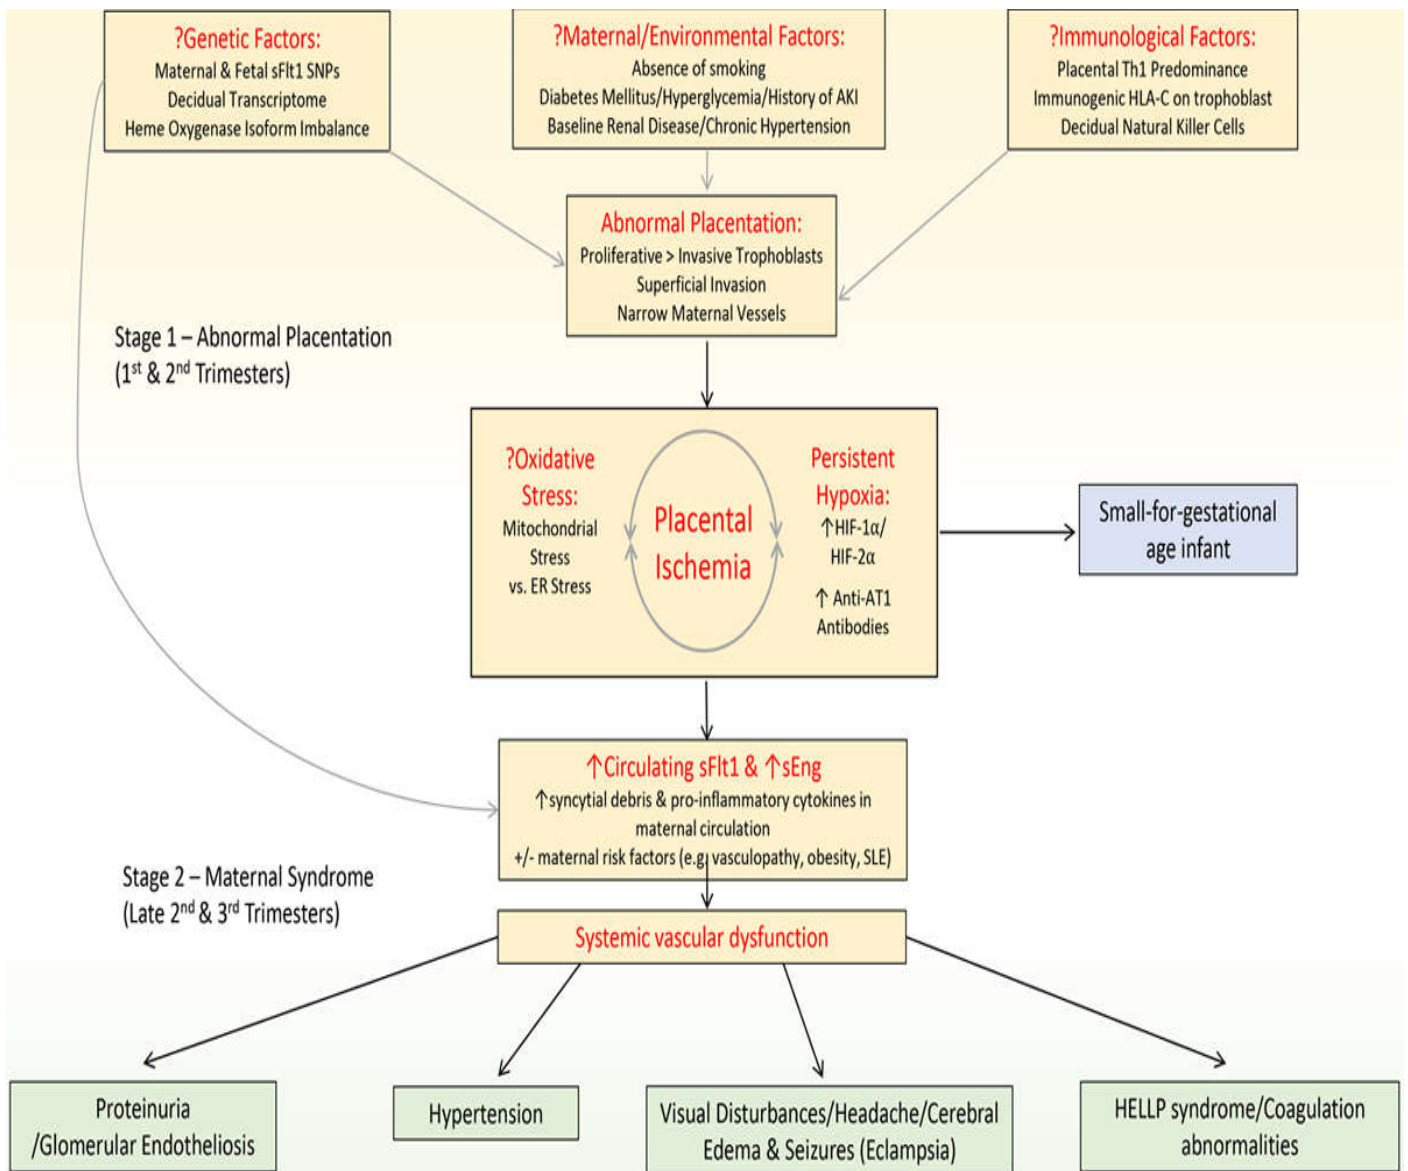 ?Genetic Factors:
Maternal & Fetal sFlt1 SNPs
Decidual Transcriptome
Heme Oxygenase Isoform Imbalance
?Maternal/Environmental Factors:
Absence of smoking
Diabetes Mellitus/Hyperglycemia/History of AKI
Baseline Renal Disease/Chronic Hypertension
?Immunological Factors:
Placental Th1 Predominance
Immunogenic HLA-C on trophoblast
Decidual Natural Killer Cells
Abnormal Placentation:
Proliferative > Invasive Trophoblasts
Superficial Invasion
Narrow Maternal Vessels
Stage 1 – Abnormal Placentation
(1st & 2nd Trimesters)
?Oxidative
Stress:
Mitochondrial
Stress
vs. ER Stress
Placental
Ischemia
Persistent
Hypoxia:
↑HIF-1α/
HIF-2α
↑ Anti-AT1
Antibodies
Small-for-gestational
age infant
↑Circulating sFlt1 & ↑sEng
↑syncytial debris & pro-inflammatory cytokines in
maternal circulation
+/- maternal risk factors (e.g. vasculopathy, obesity, SLE)
Stage 2 – Maternal Syndrome
(Late 2nd & 3rd Trimesters)
Systemic vascular dysfunction
Proteinuria
/Glomerular Endotheliosis
Hypertension
Visual Disturbances/Headache/Cerebral
Edema & Seizures (Eclampsia)
HELLP syndrome/Coagulation
abnormalities